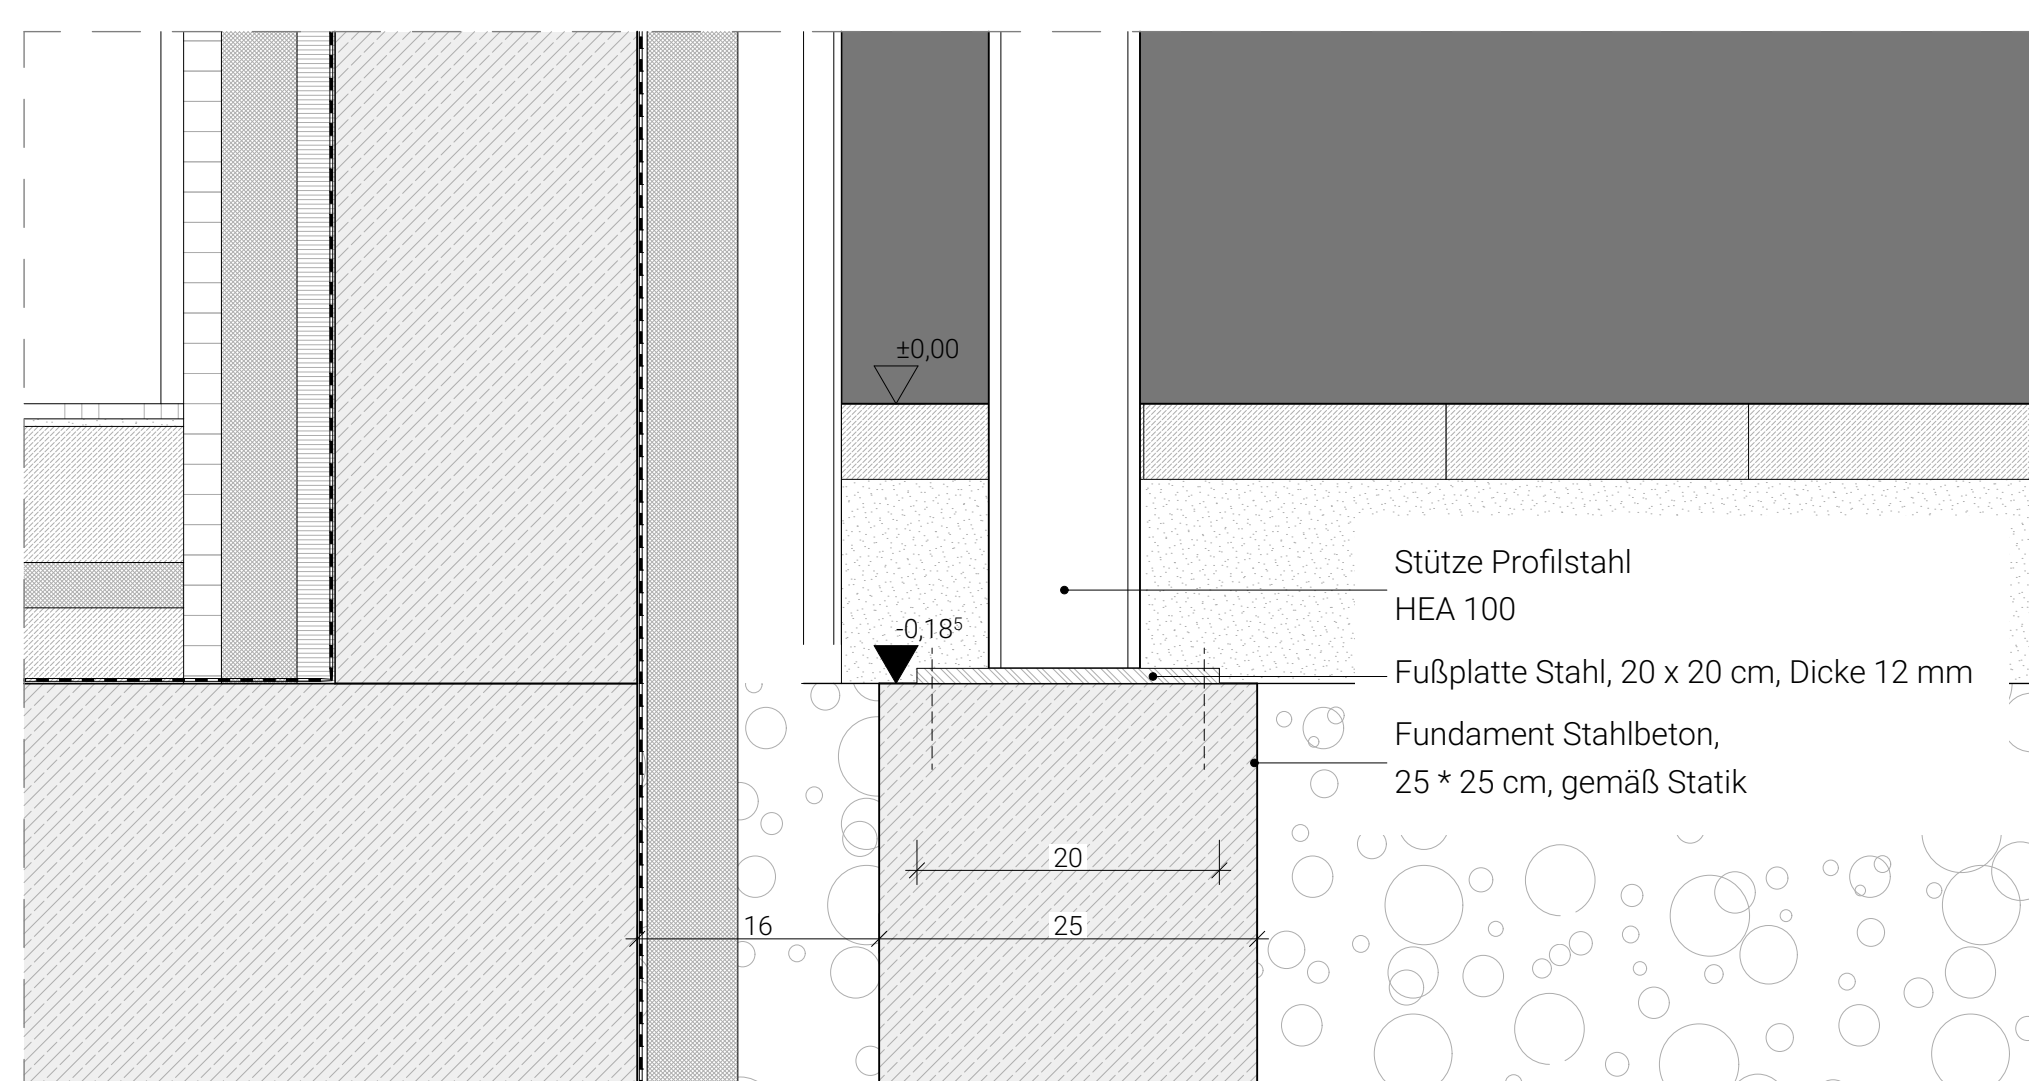 ±0,00
Stütze Profilstahl
HEA 100
-0,18⁵
Fußplatte Stahl, 20 x 20 cm, Dicke 12 mm
Fundament Stahlbeton,
25 * 25 cm, gemäß Statik
20
16
25